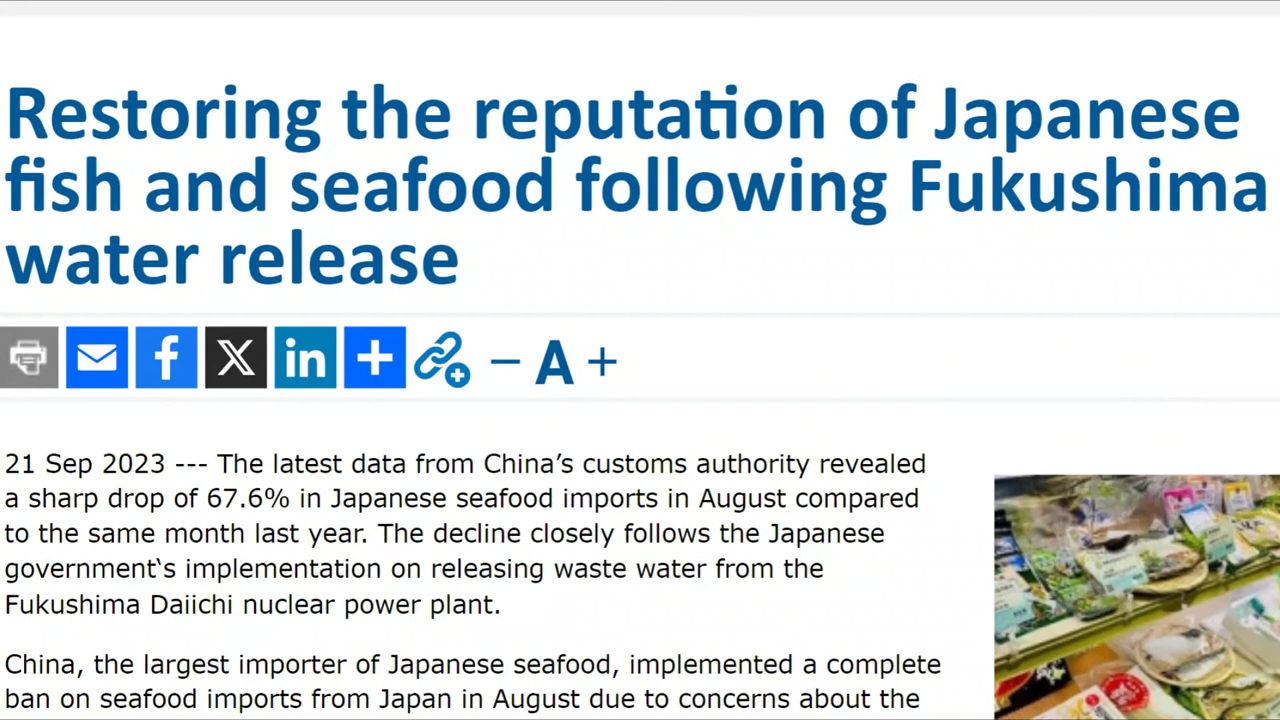 Restoring the reputation of Japanese
fish and seafood following Fukushima
water release
f X in + − A +
21 Sep 2023 --- The latest data from China’s customs authority revealed
a sharp drop of 67.6% in Japanese seafood imports in August compared
to the same month last year. The decline closely follows the Japanese
government‘s implementation on releasing waste water from the
Fukushima Daiichi nuclear power plant.
China, the largest importer of Japanese seafood, implemented a complete
ban on seafood imports from Japan in August due to concerns about the